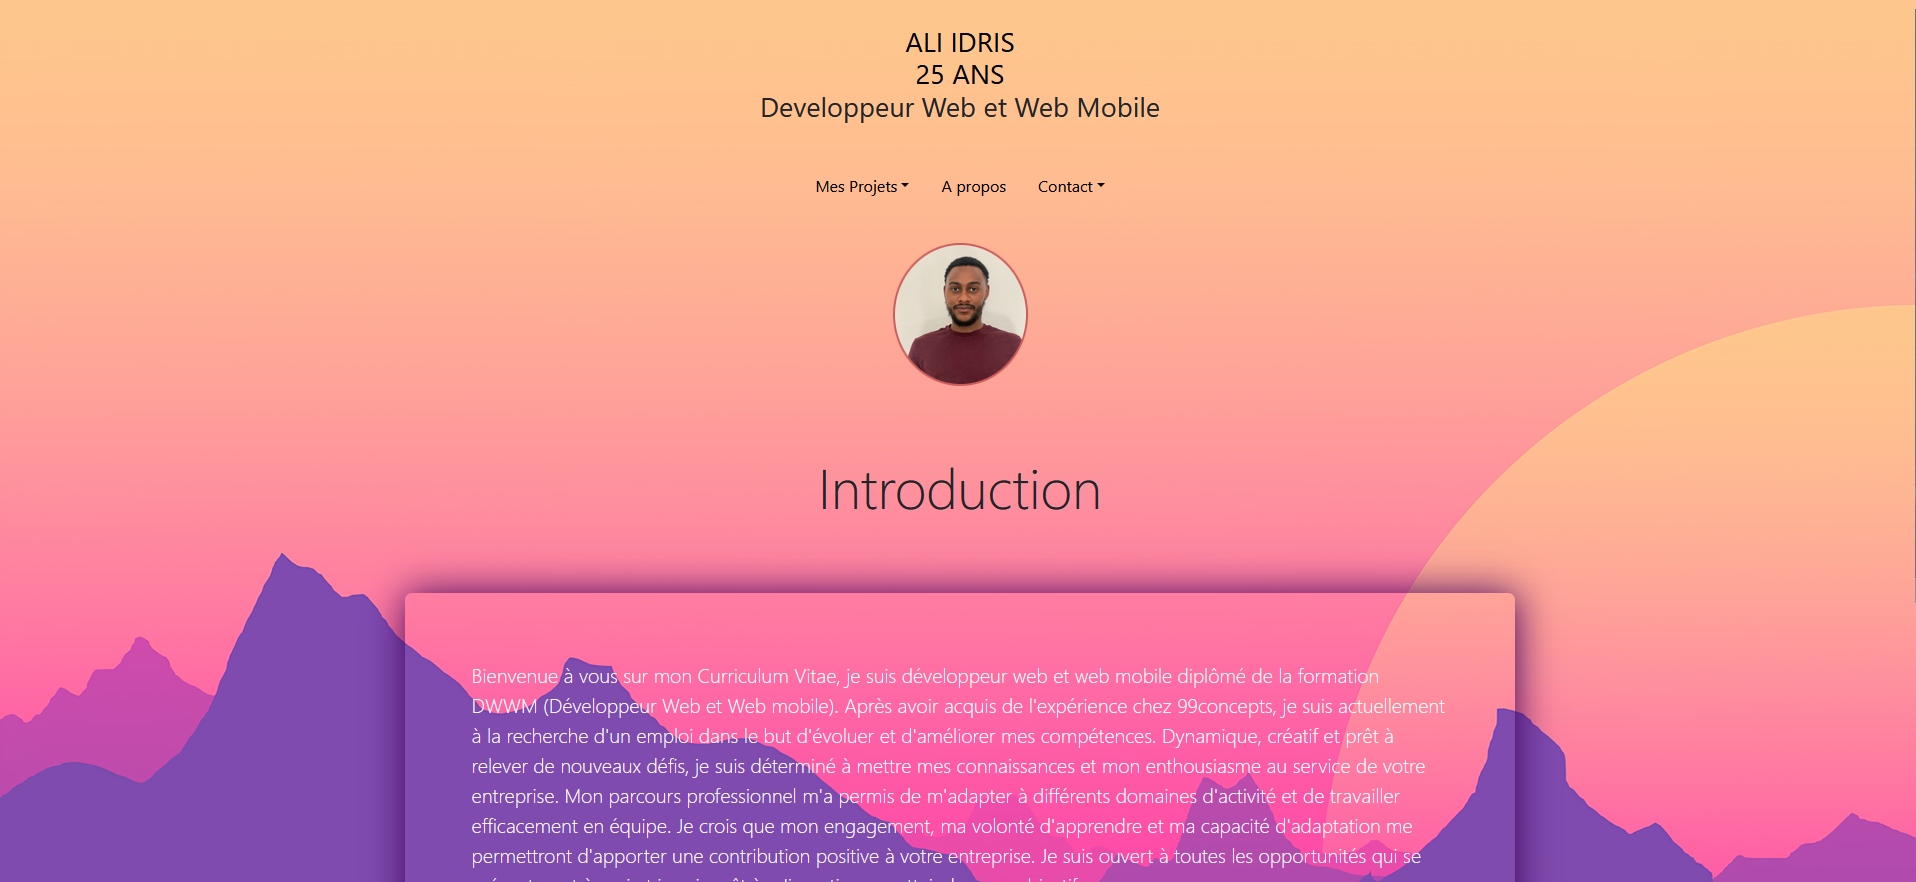 ALI IDRIS
25 ANS
Developpeur Web et Web Mobile
Mes Projets A propos Contact
Introduction
Bienvenue à vous sur mon Curriculum Vitae, je suis développeur web et web mobile diplômé de la formation
DWWM (Développeur Web et Web mobile). Après avoir acquis de l'expérience chez 99concepts, je suis actuellement
à la recherche d'un emploi dans le but d'évoluer et d'améliorer mes compétences. Dynamique, créatif et prêt à
relever de nouveaux défis, je suis déterminé à mettre mes connaissances et mon enthousiasme au service de votre
entreprise. Mon parcours professionnel m'a permis de m'adapter à différents domaines d'activité et de travailler
efficacement en équipe. Je crois que mon engagement, ma volonté d'apprendre et ma capacité d'adaptation me
permettront d'apporter une contribution positive à votre entreprise. Je suis ouvert à toutes les opportunités qui se